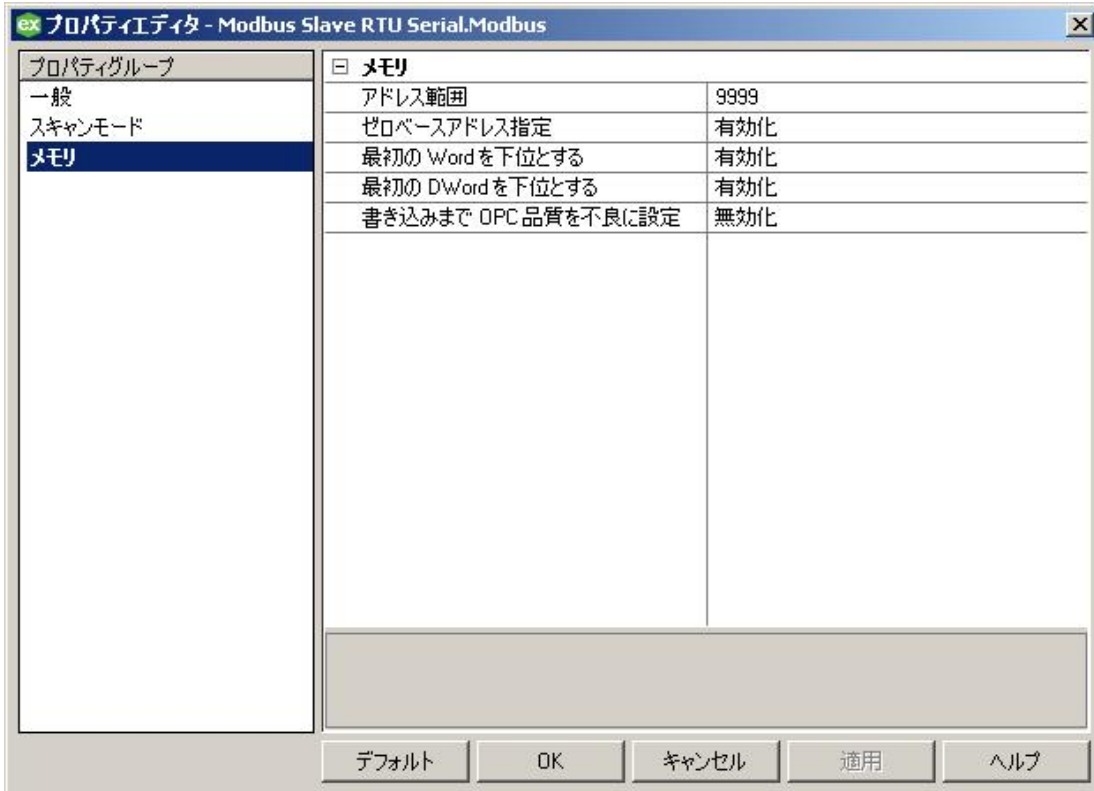 ex プロパティエディタ - Modbus Slave RTU Serial.Modbus
プロパティグループ
一般
スキャンモード
メモリ
メモリ
アドレス範囲 9999
ゼロベースアドレス指定 有効化
最初の Word を下位とする 有効化
最初の DWord を下位とする 有効化
書き込みまで OPC 品質を不良に設定 無効化
デフォルト OK キャンセル 適用 ヘルプ